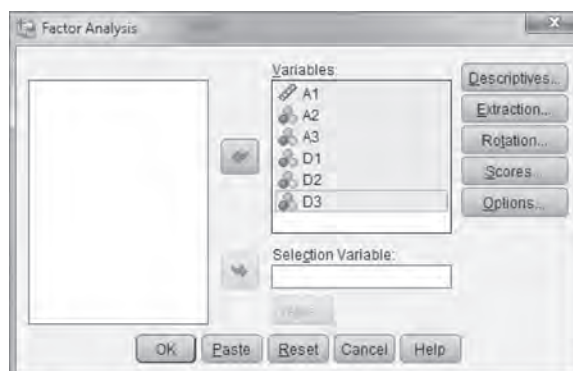 Factor Analysis
Variables:
A1
A2
A3
D1
D2
D3
Descriptives...
Extraction...
Rotation...
Scores...
Options...
Selection Variable:
OK Paste Reset Cancel Help